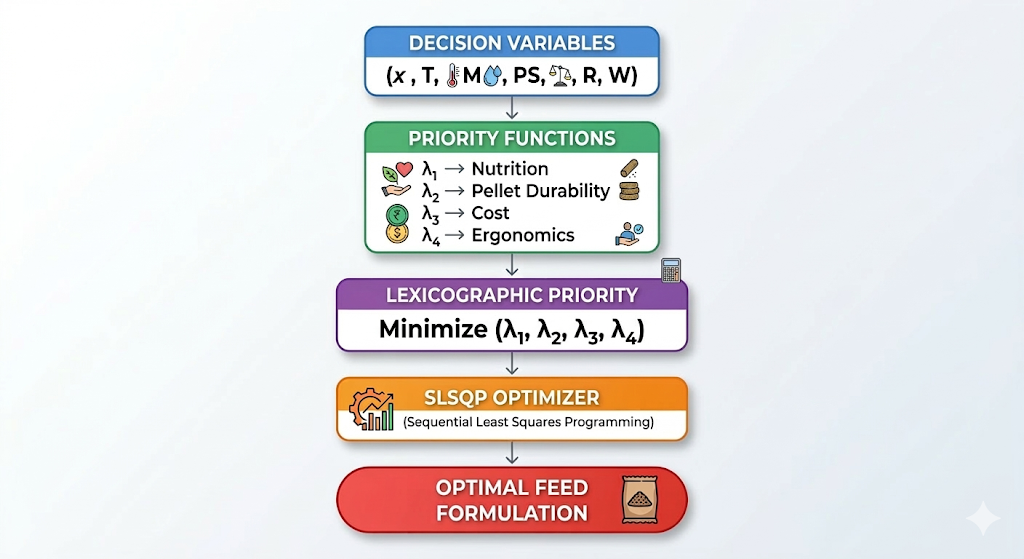 DECISION VARIABLES
(x , T, M, PS, R, W)
PRIORITY FUNCTIONS
λ₁ → Nutrition
λ₂ → Pellet Durability
λ₃ → Cost
λ₄ → Ergonomics
LEXICOGRAPHIC PRIORITY
Minimize (λ₁, λ₂, λ₃, λ₄)
SLSQP OPTIMIZER
(Sequential Least Squares Programming)
OPTIMAL FEED
FORMULATION